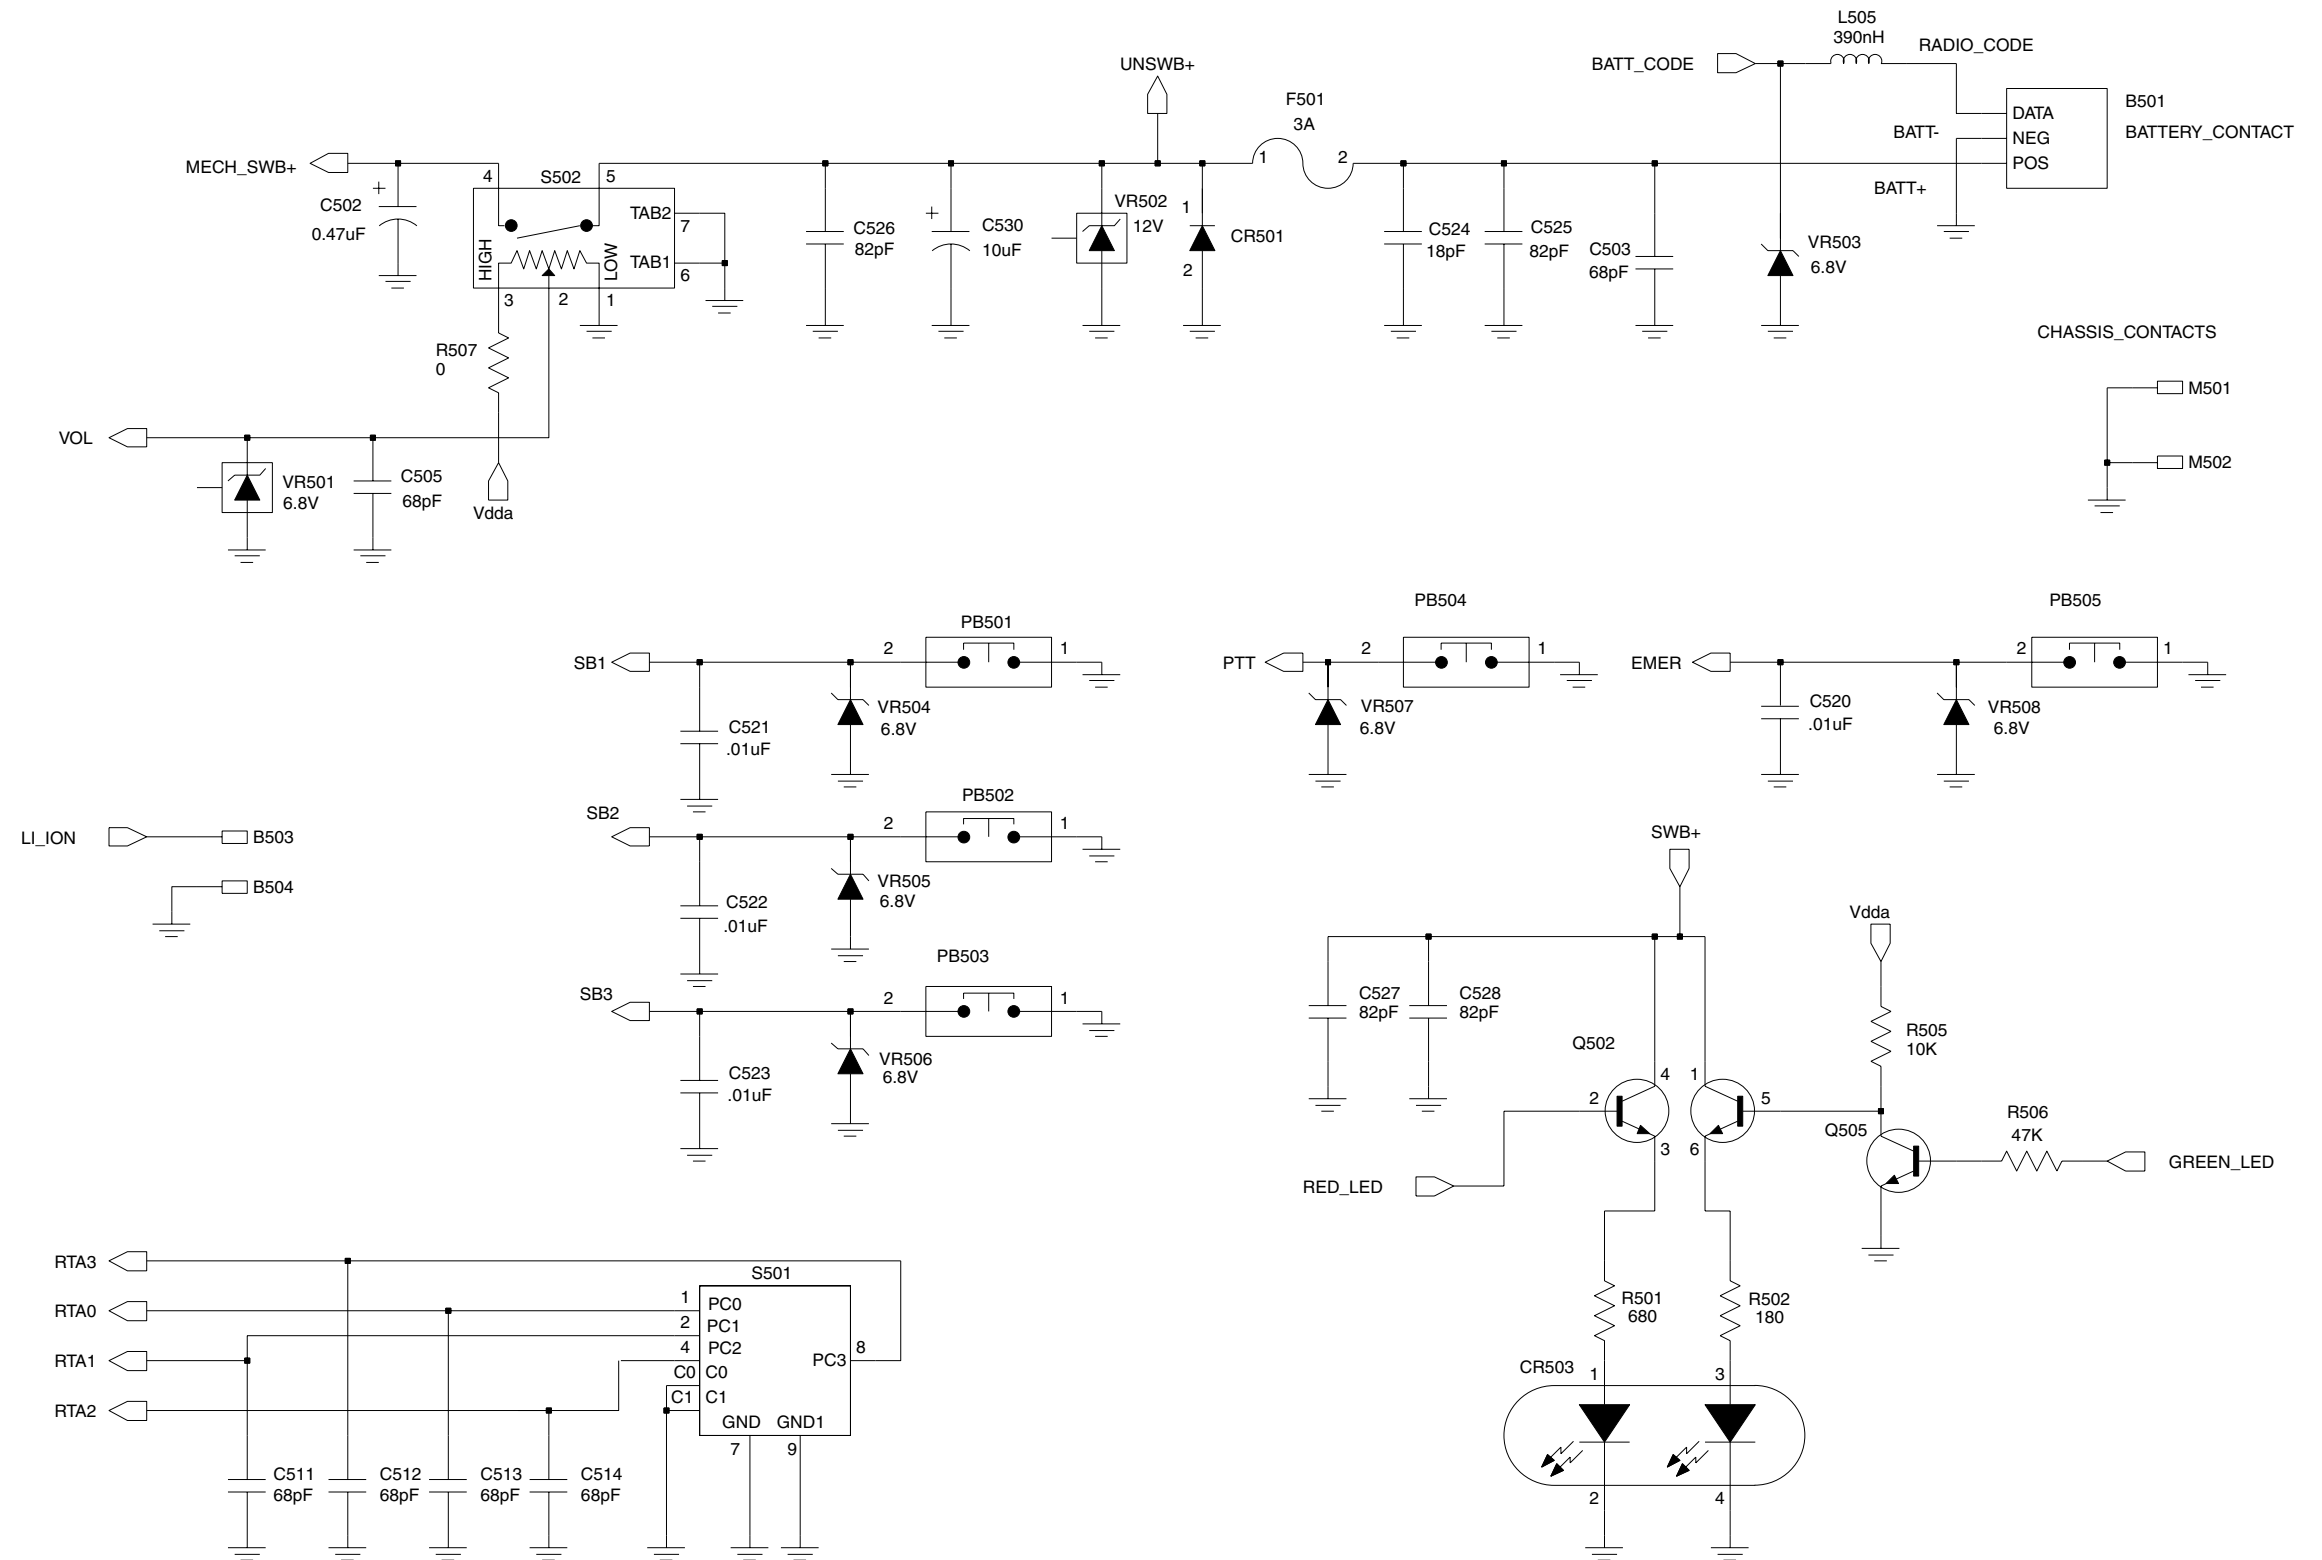 L505
390nH
RADIO_CODE
BATT_CODE
UNSWB+
F501
3A
B501
BATTERY_CONTACT
DATA
NEG
POS
BATT-
BATT+
MECH_SWB+
1
2
4
S502
5
C502
0.47uF
+
TAB2
7
TAB1
6
HIGH
LOW
3
2
1
C526
82pF
+
C530
10uF
VR502
12V
1
CR501
2
C524
18pF
C525
82pF
C503
68pF
VR503
6.8V
CHASSIS_CONTACTS
M501
M502
R507
0
VOL
VR501
6.8V
C505
68pF
Vdda
PB501
SB1
2
1
C521
.01uF
VR504
6.8V
PB504
PTT
2
1
VR507
6.8V
PB505
EMER
2
1
C520
.01uF
VR508
6.8V
PB502
SB2
2
1
C522
.01uF
VR505
6.8V
LI_ION
B503
B504
PB503
SB3
2
1
C523
.01uF
VR506
6.8V
SWB+
Vdda
C527
82pF
C528
82pF
R505
10K
Q502
4
1
2
5
3
6
Q505
R506
47K
GREEN_LED
RED_LED
R501
680
R502
180
CR503
1
3
2
4
RTA3
RTA0
RTA1
RTA2
S501
1
PC0
2
PC1
4
PC2
C0
C0
C1
C1
PC3
8
GND
GND1
7
9
C511
68pF
C512
68pF
C513
68pF
C514
68pF